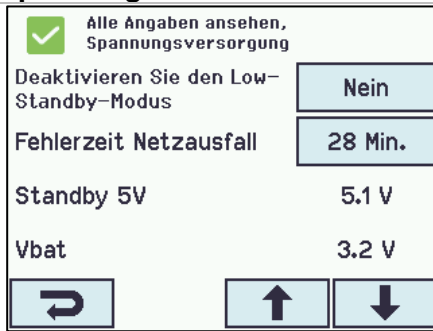 Alle Angaben ansehen,
Spannungsversorgung
Deaktivieren Sie den Low-
Standby-Modus
Nein
Fehlerzeit Netzausfall
28 Min.
Standby 5V
5.1 V
Vbat
3.2 V